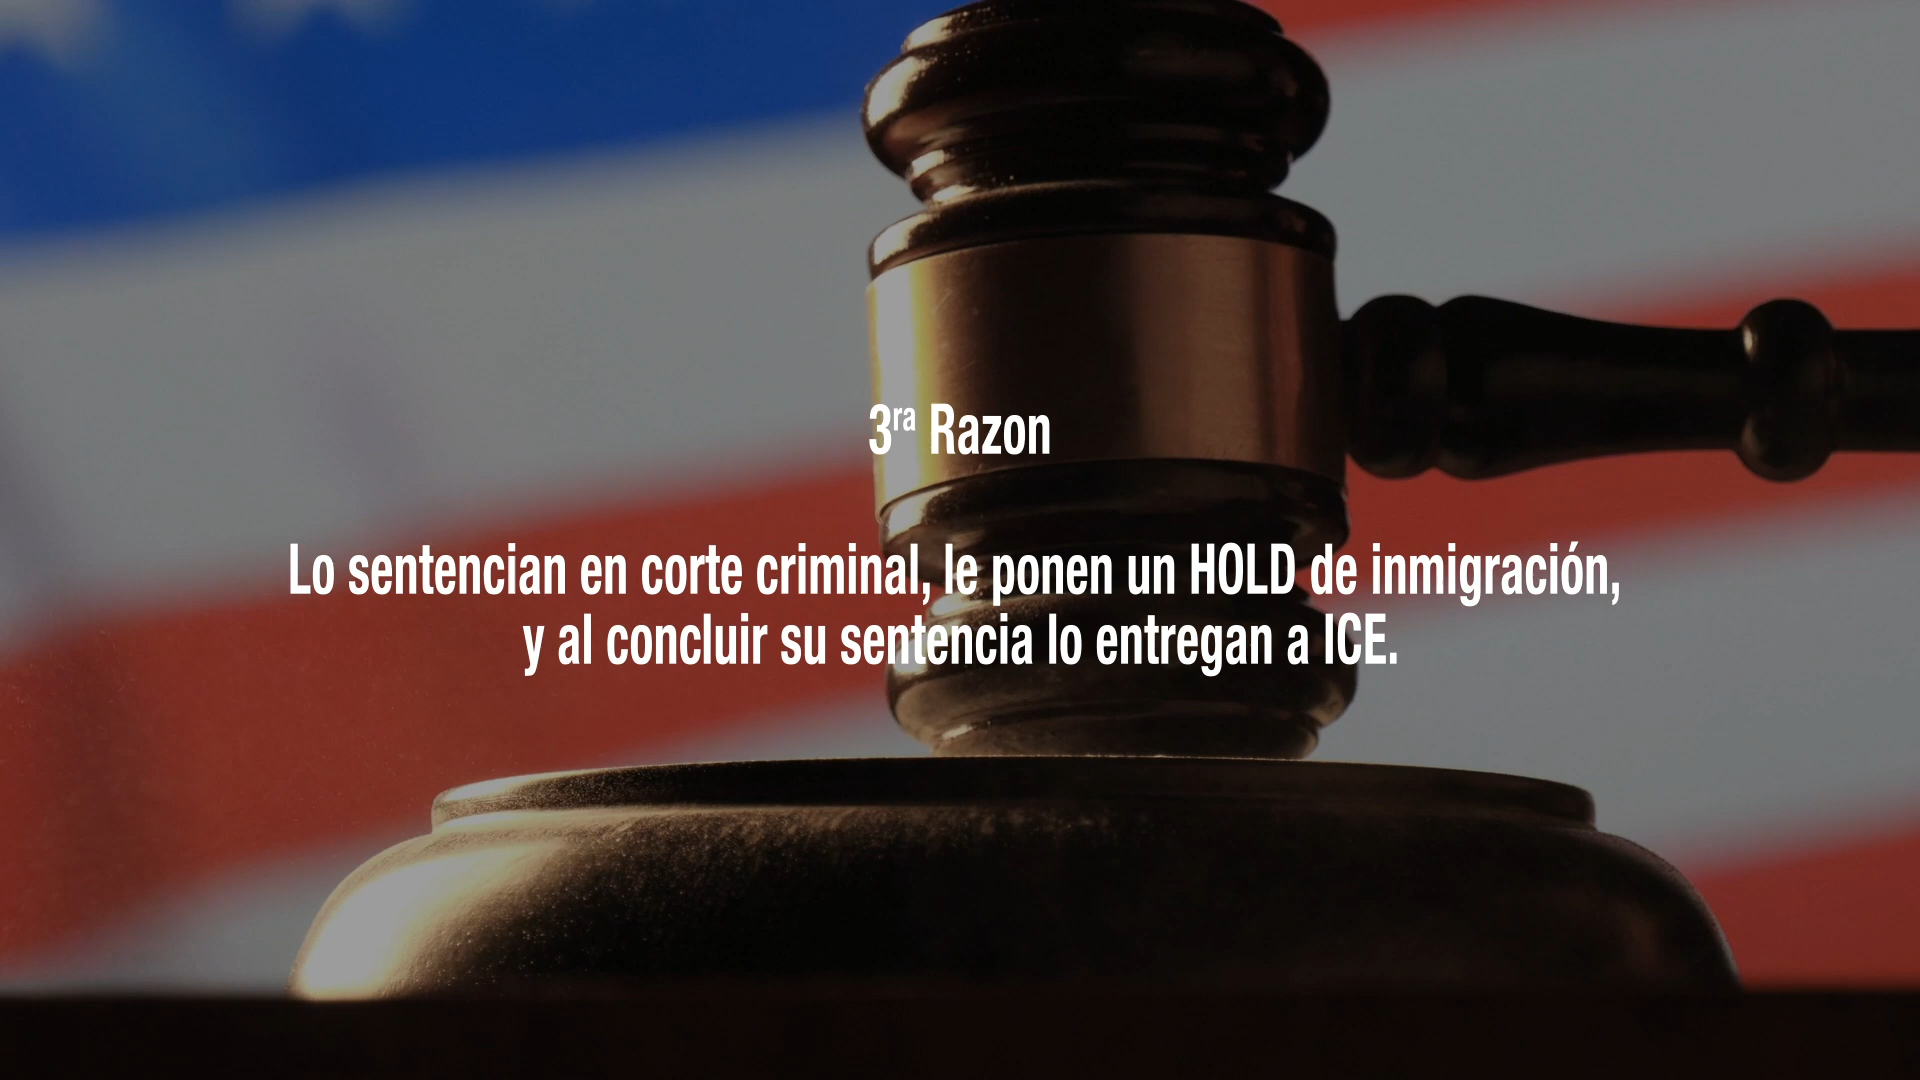 3ra Razon
Lo sentencian en corte criminal, le ponen un HOLD de inmigración,
y al concluir su sentencia lo entregan a ICE.